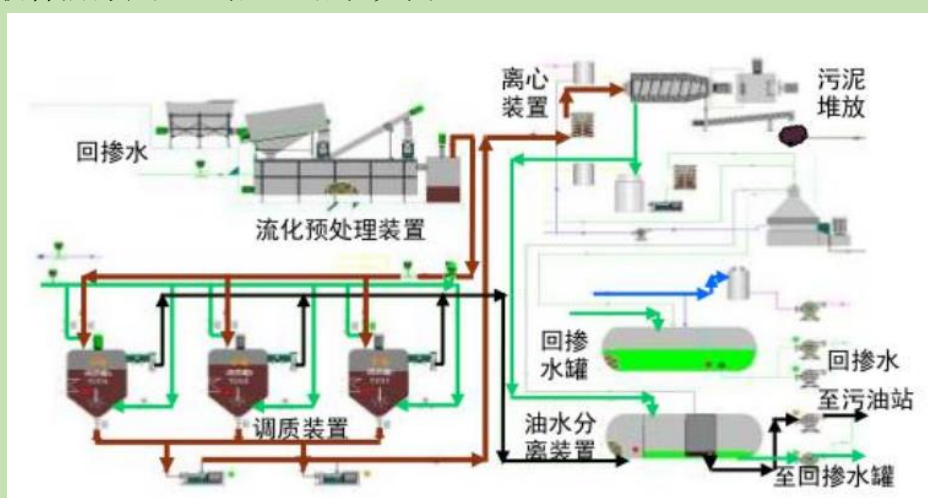 离心
装置
污泥
堆放
回掺水
流化预处理装置
回掺
水罐
回掺水
至污油站
调质装置
油水分
离装置
至回掺水罐